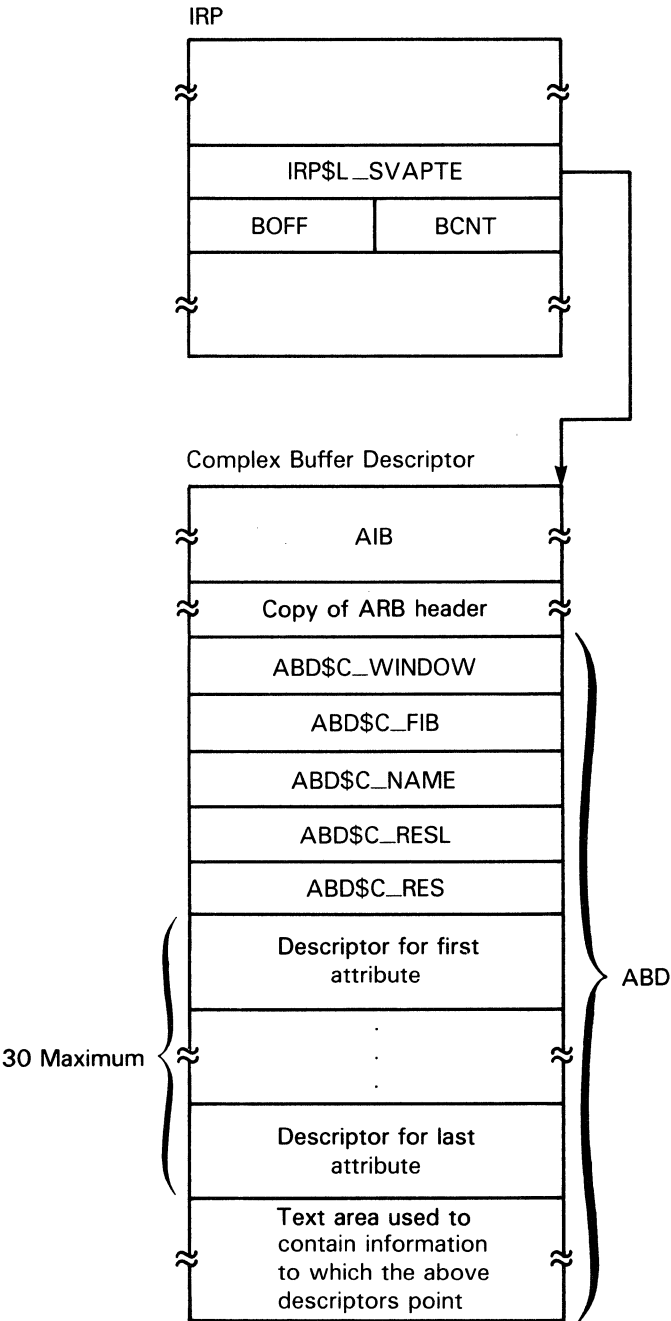 IRP
IRP$L_SVAPTE
BOFF BCNT
Complex Buffer Descriptor
AIB
Copy of ARB header
ABD$C_WINDOW
ABD$C_FIB
ABD$C_NAME
ABD$C_RESL
ABD$C_RES
Descriptor for first
attribute
ABD
30 Maximum
.
.
.
Descriptor for last
attribute
Text area used to
contain information
to which the above
descriptors point